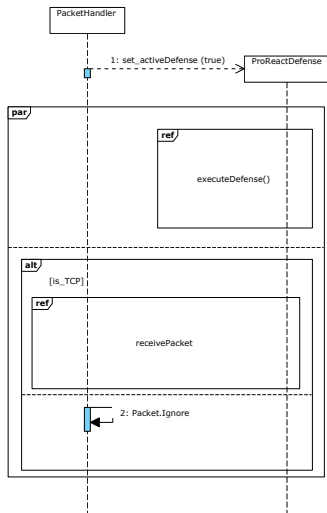 PacketHandler
1: set_activeDefense (true)
ProReactDefense
par
ref
executeDefense()
alt
[is_TCP]
ref
receivePacket
2: Packet.Ignore